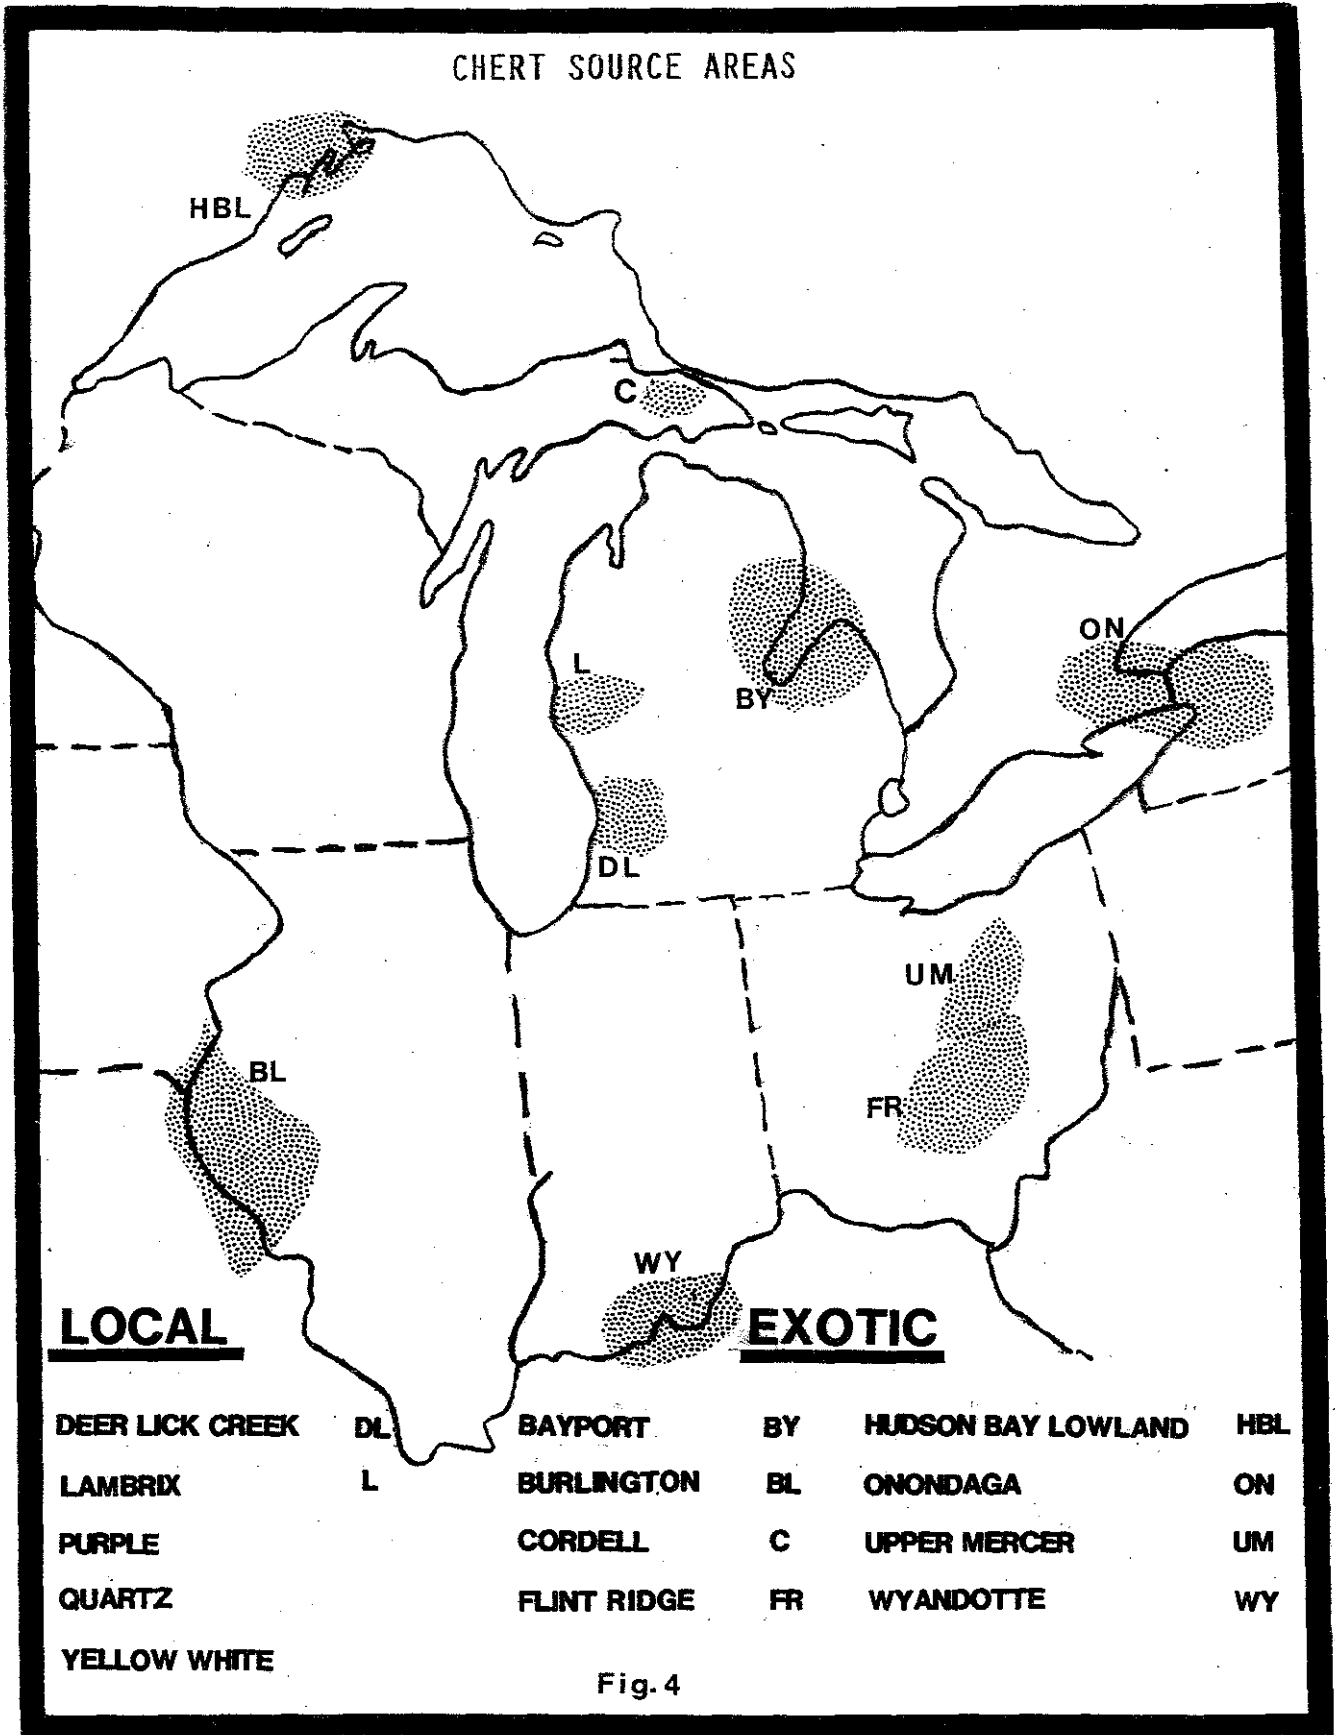 CHERT SOURCE AREAS
HBL
C
ON
L
BY
DL
UM
BL
FR
WY
LOCAL EXOTIC
DEER LICK CREEK DL BAYPORT BY HUDSON BAY LOWLAND HBL
LAMBRIX L BURLINGTON BL ONONDAGA ON
PURPLE CORDELL C UPPER MERCER UM
QUARTZ FLINT RIDGE FR WYANDOTTE WY
YELLOW WHITE
Fig. 4